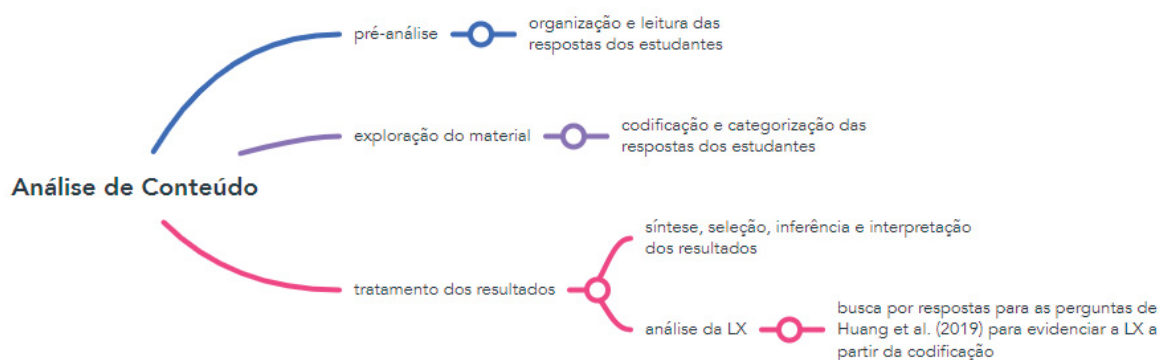 pré-análise
organização e leitura das
respostas dos estudantes
exploração do material
codificação e categorização das
respostas dos estudantes
Análise de Conteúdo
síntese, seleção, inferência e interpretação
dos resultados
tratamento dos resultados
análise da LX
busca por respostas para as perguntas de
Huang et al. (2019) para evidenciar a LX a
partir da codificação